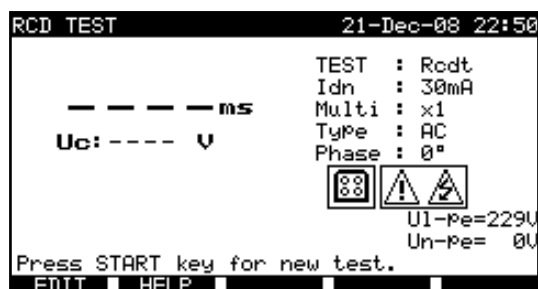 RCD TEST 21-Dec-08 22:50
TEST : Rcdt
Idn : 30mA
Multi : x1
Type : AC
Phase : 0°
----ms
Uc:---- V
Ul-pe=229V
Un-pe= 0V
Press START key for new test.
EDIT HELP